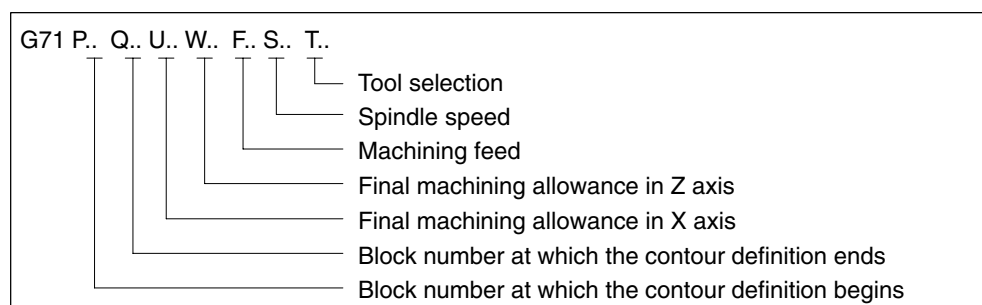 G71 P.. Q.. U.. W.. F.. S.. T..
Tool selection
Spindle speed
Machining feed
Final machining allowance in Z axis
Final machining allowance in X axis
Block number at which the contour definition ends
Block number at which the contour definition begins